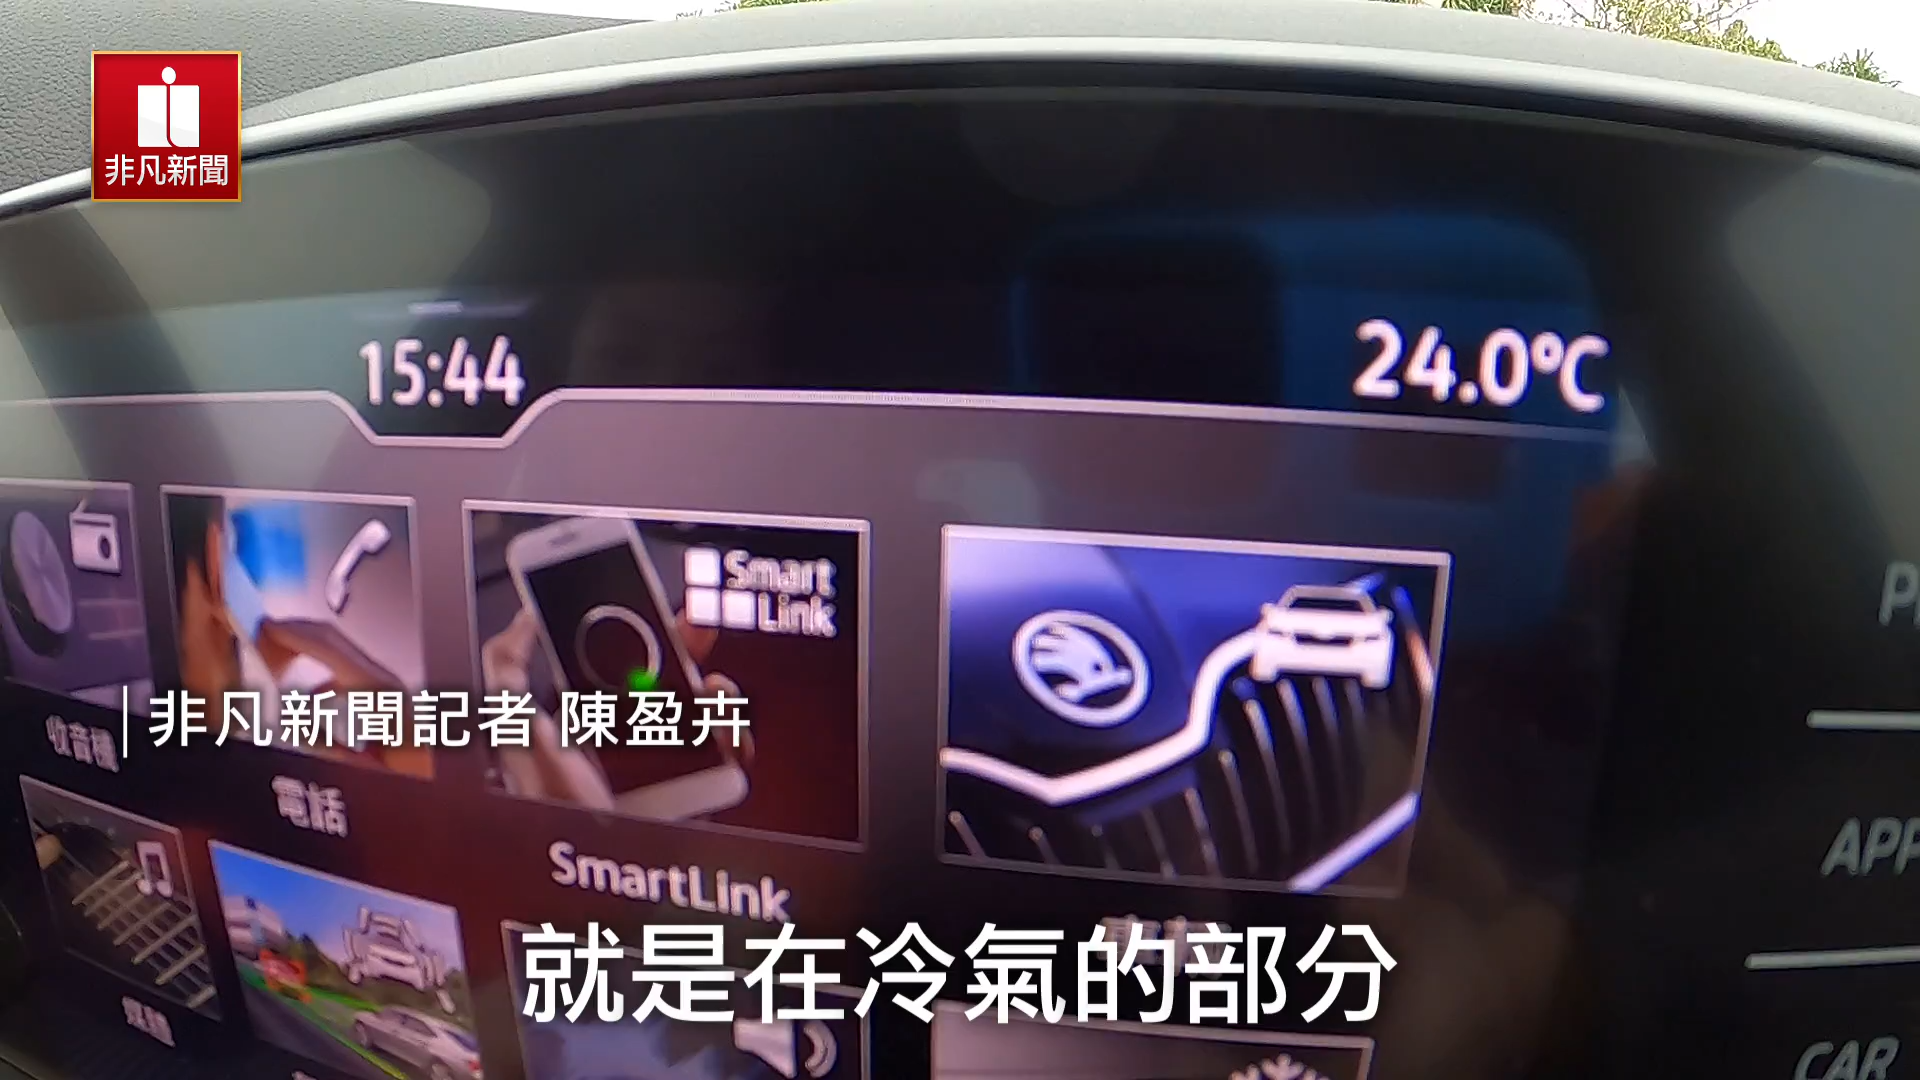 非凡新聞
15:44
24.0°C
Smart
Link
收音機
電話
SmartLink
非凡新聞記者 陳盈卉
APP
CAR
就是在冷氣的部分